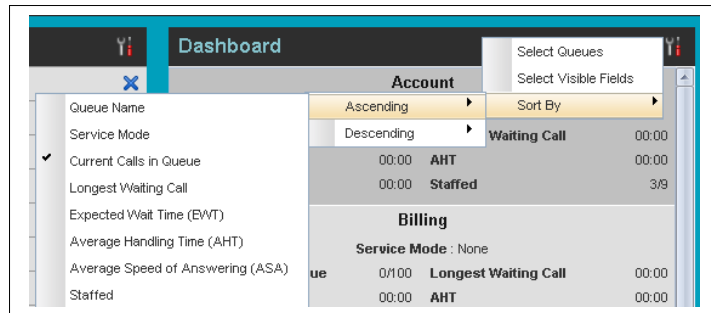 Dashboard
Select Queues
Select Visible Fields
Sort By
Account
Ascending
Descending
Queue Name
Service Mode
Current Calls in Queue
Longest Waiting Call
Expected Wait Time (EWT)
Average Handling Time (AHT)
Average Speed of Answering (ASA)
Staffed
Waiting Call 00:00
00:00 AHT 00:00
00:00 Staffed 3/9
Billing
Service Mode : None
ue 0/100 Longest Waiting Call 00:00
00:00 AHT 00:00